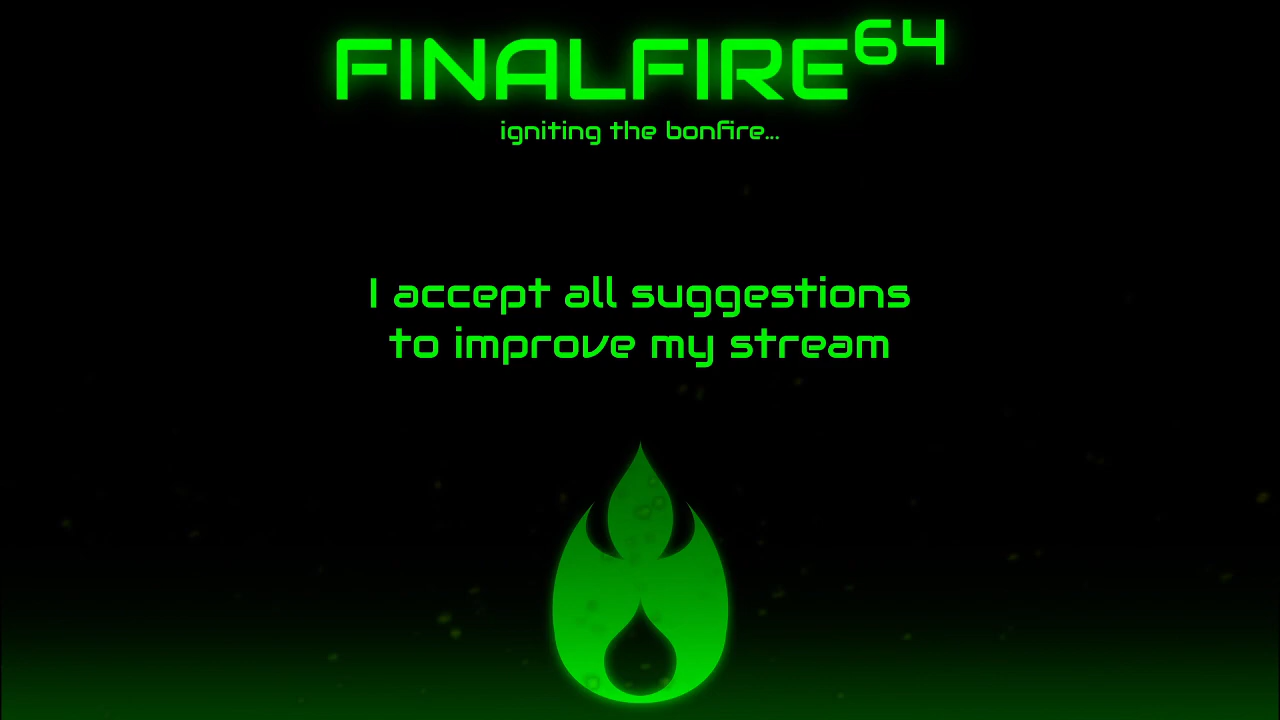 FINALFIRE64
igniting the bonfire...
I accept all suggestions
to improve my stream